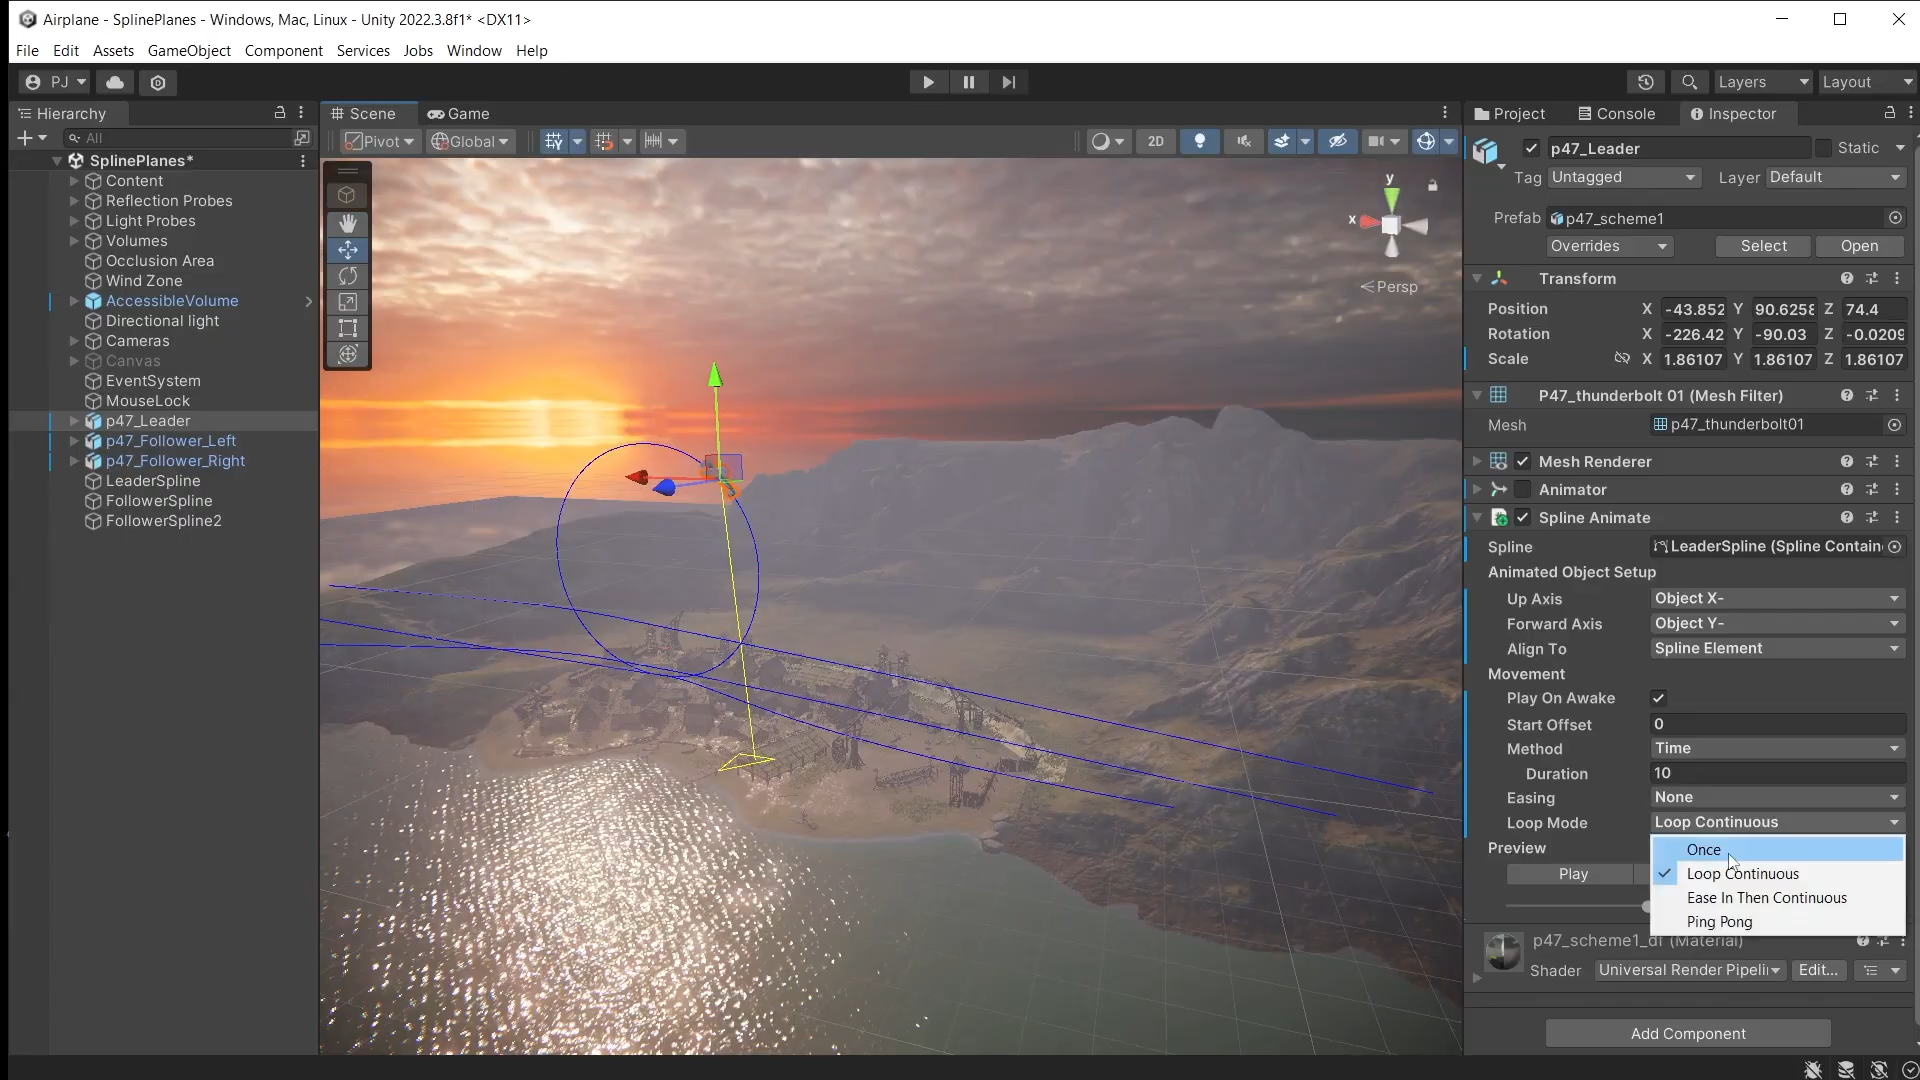 Airplane - SplinePlanes - Windows, Mac, Linux - Unity 2022.3.8f1* <DX11>
File Edit Assets GameObject Component Services Jobs Window Help
PJ
Layers
Layout
Hierarchy
All
SplinePlanes*
Content
Reflection Probes
Light Probes
Volumes
Occlusion Area
Wind Zone
AccessibleVolume
Directional light
Cameras
Canvas
EventSystem
MouseLock
p47_Leader
p47_Follower_Left
p47_Follower_Right
LeaderSpline
FollowerSpline
FollowerSpline2
Scene Game
Pivot Global 2D
y
x
Persp
Project Console Inspector
p47_Leader Static
Tag Untagged Layer Default
Prefab p47_scheme1
Overrides Select Open
Transform
Position X -43.852 Y 90.6258 Z 74.4
Rotation X -226.42 Y -90.03 Z -0.0209
Scale X 1.86107 Y 1.86107 Z 1.86107
P47_thunderbolt 01 (Mesh Filter)
Mesh p47_thunderbolt01
Mesh Renderer
Animator
Spline Animate
Spline LeaderSpline (Spline Contain
Animated Object Setup
Up Axis Object X-
Forward Axis Object Y-
Align To Spline Element
Movement
Play On Awake
Start Offset 0
Method Time
Duration 10
Easing None
Loop Mode Loop Continuous
Preview
Once
Play
Loop Continuous
Ease In Then Continuous
Ping Pong
p47_scheme1_df (Material)
Shader Universal Render Pipeli Edit...
Add Component